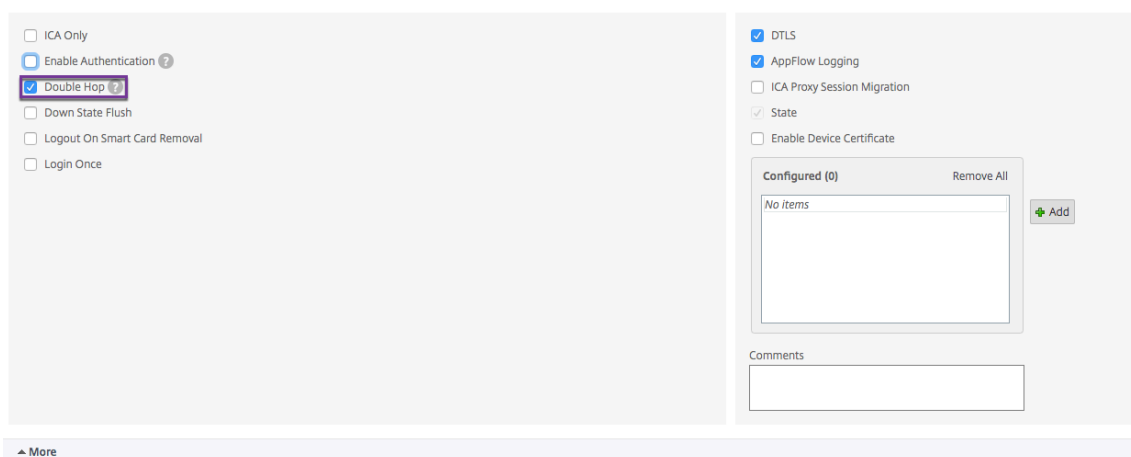 ICA Only
Enable Authentication ?
Double Hop ?
Down State Flush
Logout On Smart Card Removal
Login Once
DTLS
AppFlow Logging
ICA Proxy Session Migration
State
Enable Device Certificate
Configured (0) Remove All
No items
Add
Comments
More